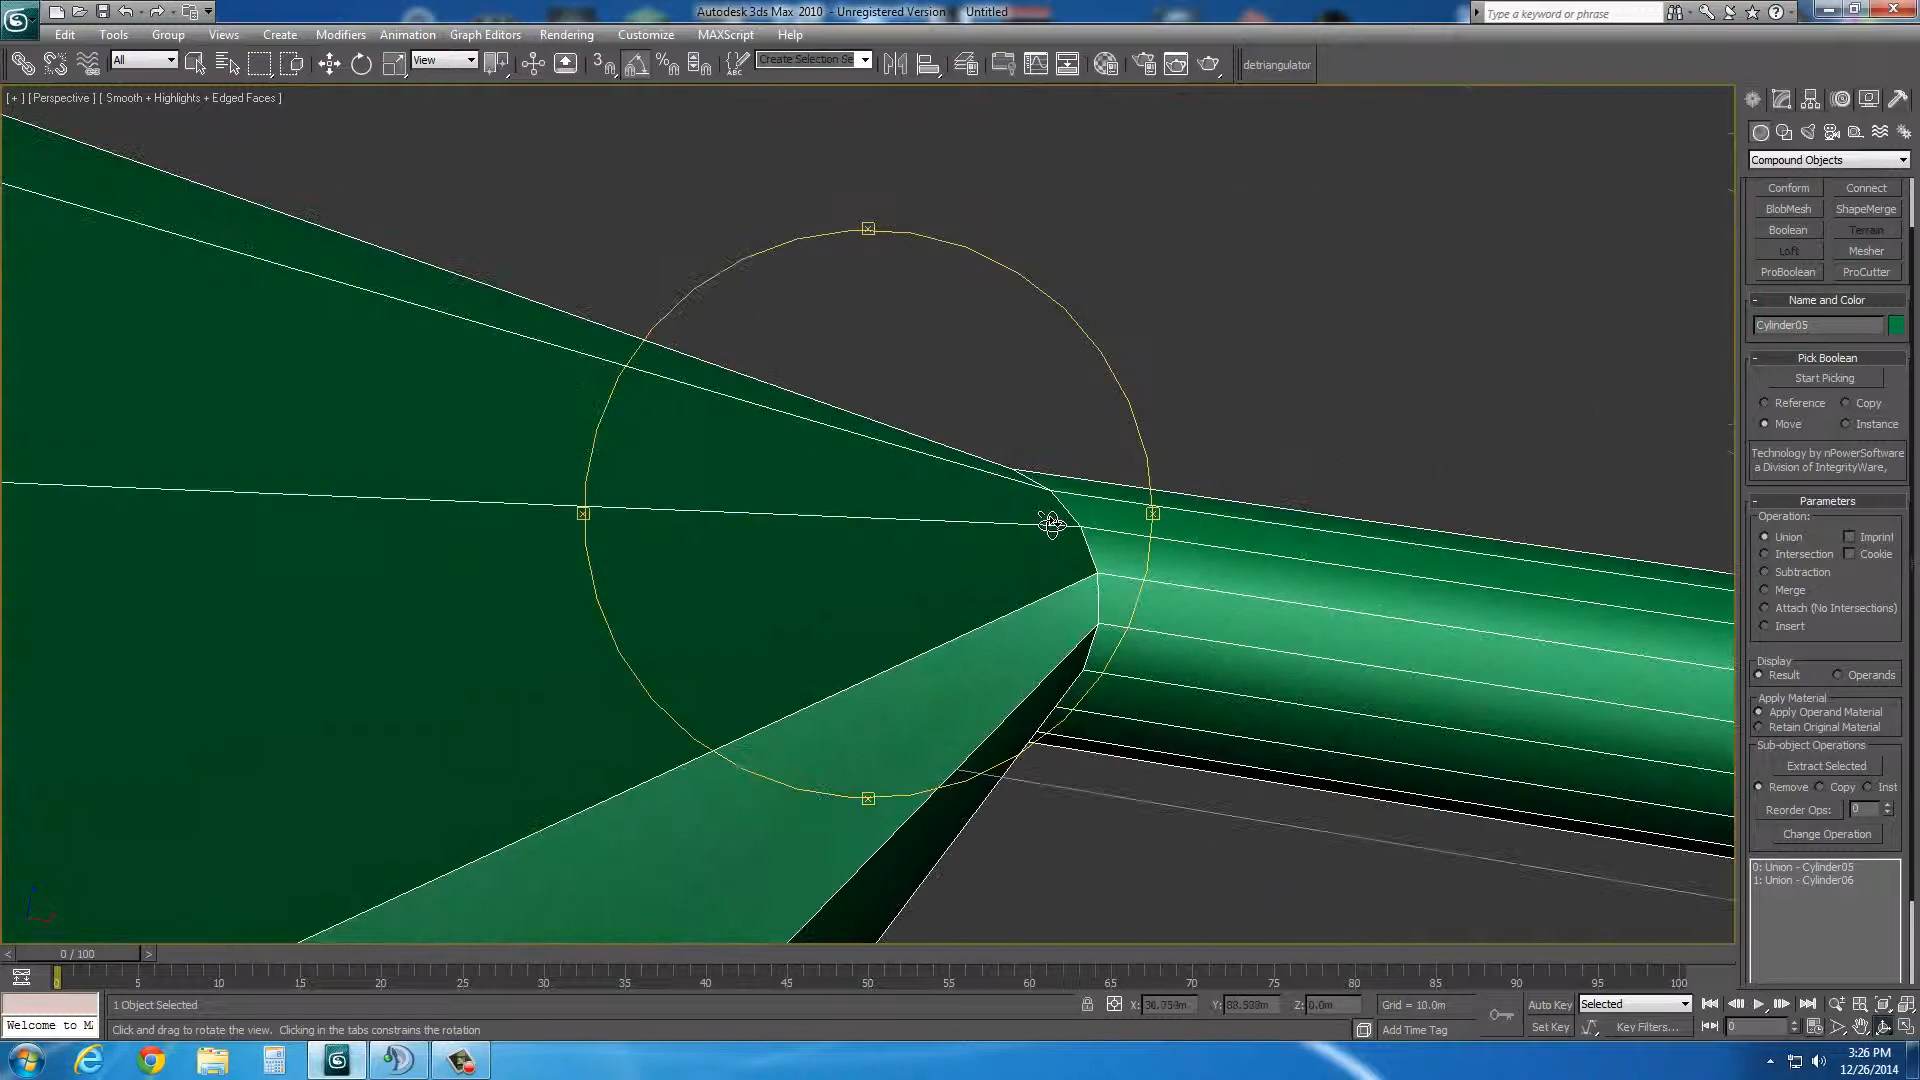 Autodesk 3ds Max 2010 - Unregistered Version Untitled
Type a keyword or phrase
Edit Tools Group Views Create Modifiers Animation Graph Editors Rendering Customize MAXScript Help
All View Create Selection Se detriangulator
[ + ] [ Perspective ] [ Smooth + Highlights + Edged Faces ]
Compound Objects
Conform Connect
BlobMesh ShapeMerge
Boolean Terrain
Loft Mesher
ProBoolean ProCutter
- Name and Color
Cylinder05
- Pick Boolean
Start Picking
Reference Copy
Move Instance
Technology by nPowerSoftware
a Division of IntegrityWare,
- Parameters
Operation:
Union Imprint
Intersection Cookie
Subtraction
Merge
Attach (No Intersections)
Insert
Display
Result Operands
Apply Material
Apply Operand Material
Retain Original Material
Sub-object Operations
Extract Selected
Remove Copy Inst
Reorder Ops: 0
Change Operation
0: Union - Cylinder05
1: Union - Cylinder06
< 0 / 100 >
0 5 10 15 20 25 30 35 40 45 50 55 60 65 70 75 80 85 90 95 100
1 Object Selected X: Y: Z: 0.0m Grid = 10.0m Auto Key Selected
Welcome to M Click and drag to rotate the view. Clicking in the tabs constrains the rotation Add Time Tag Set Key Key Filters... 0
3:26 PM
12/26/2014